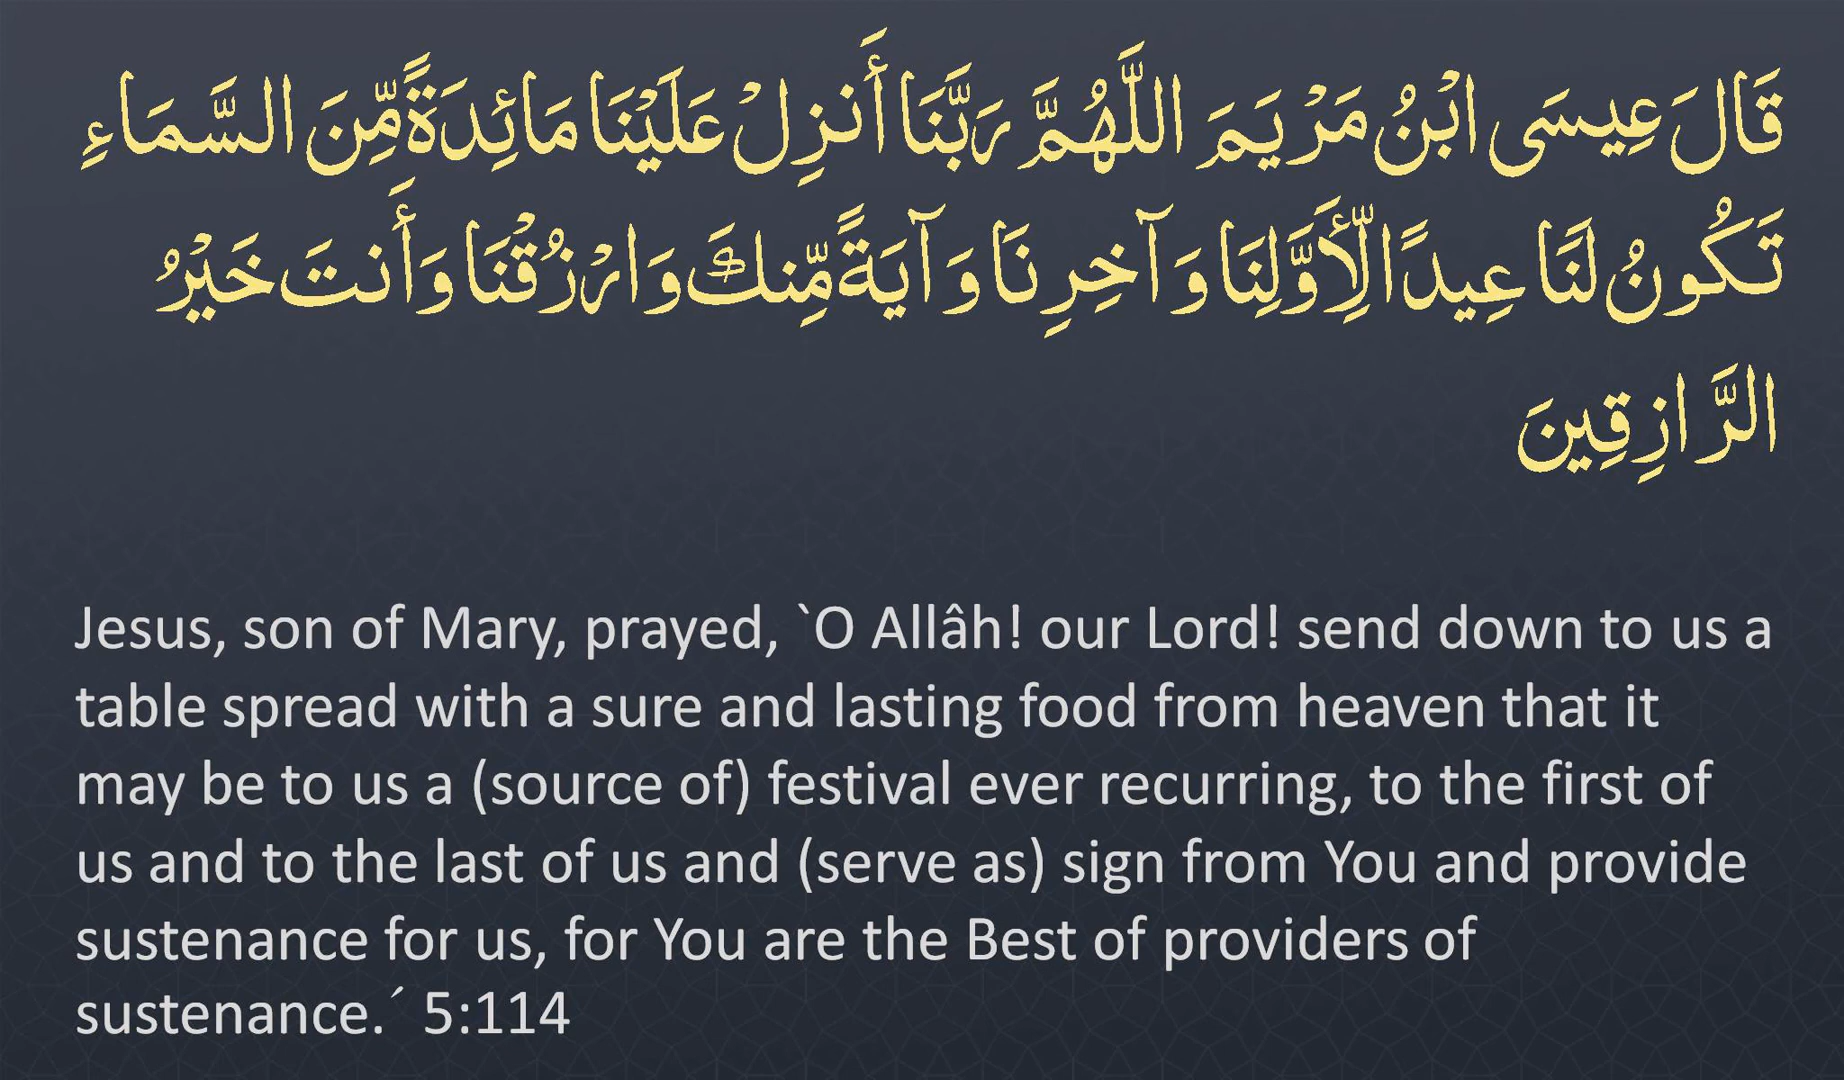 قَالَ عِيسَى ابْنُ مَرْيَمَ اللَّهُمَّ رَبَّنَا أَنزِلْ عَلَيْنَا مَائِدَةً مِّنَ السَّمَاءِ
تَكُونُ لَنَا عِيدًا لِّأَوَّلِنَا وَآخِرِنَا وَآيَةً مِّنكَ وَارْزُقْنَا وَأَنتَ خَيْرُ
الرَّازِقِينَ
Jesus, son of Mary, prayed, `O Allâh! our Lord! send down to us a
table spread with a sure and lasting food from heaven that it
may be to us a (source of) festival ever recurring, to the first of
us and to the last of us and (serve as) sign from You and provide
sustenance for us, for You are the Best of providers of
sustenance.´ 5:114